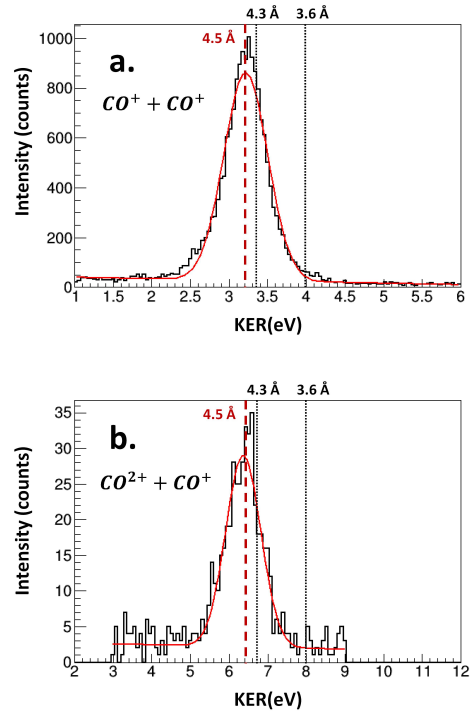 4.3 Å 3.6 Å
4.5 Å
a.
CO⁺ + CO⁺
Intensity (counts)
1000
800
600
400
200
0
1 1.5 2 2.5 3 3.5 4 4.5 5 5.5 6
KER(eV)
4.3 Å 3.6 Å
4.5 Å
b.
CO²⁺ + CO⁺
Intensity (counts)
35
30
25
20
15
10
5
0
2 3 4 5 6 7 8 9 10 11 12
KER(eV)